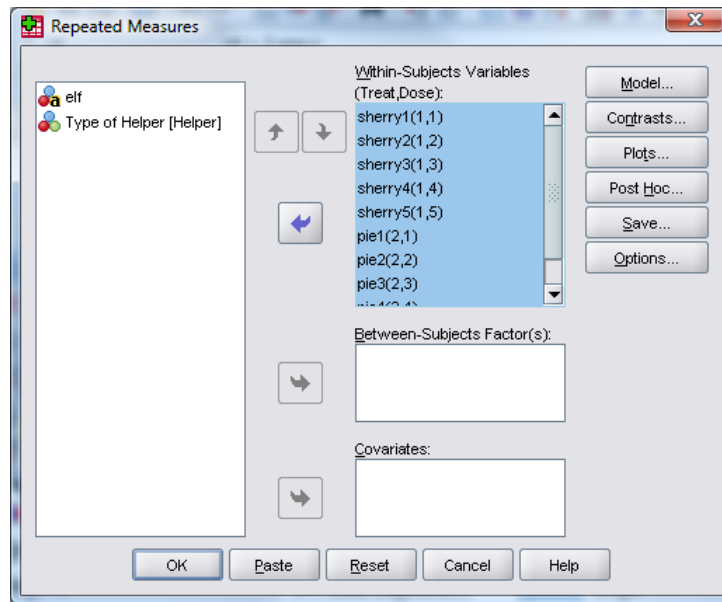 Repeated Measures
elf
Type of Helper [Helper]
Within-Subjects Variables
(Treat,Dose):
sherry1(1,1)
sherry2(1,2)
sherry3(1,3)
sherry4(1,4)
sherry5(1,5)
pie1(2,1)
pie2(2,2)
pie3(2,3)
Between-Subjects Factor(s):
Covariates:
Model...
Contrasts...
Plots...
Post Hoc...
Save...
Options...
OK Paste Reset Cancel Help